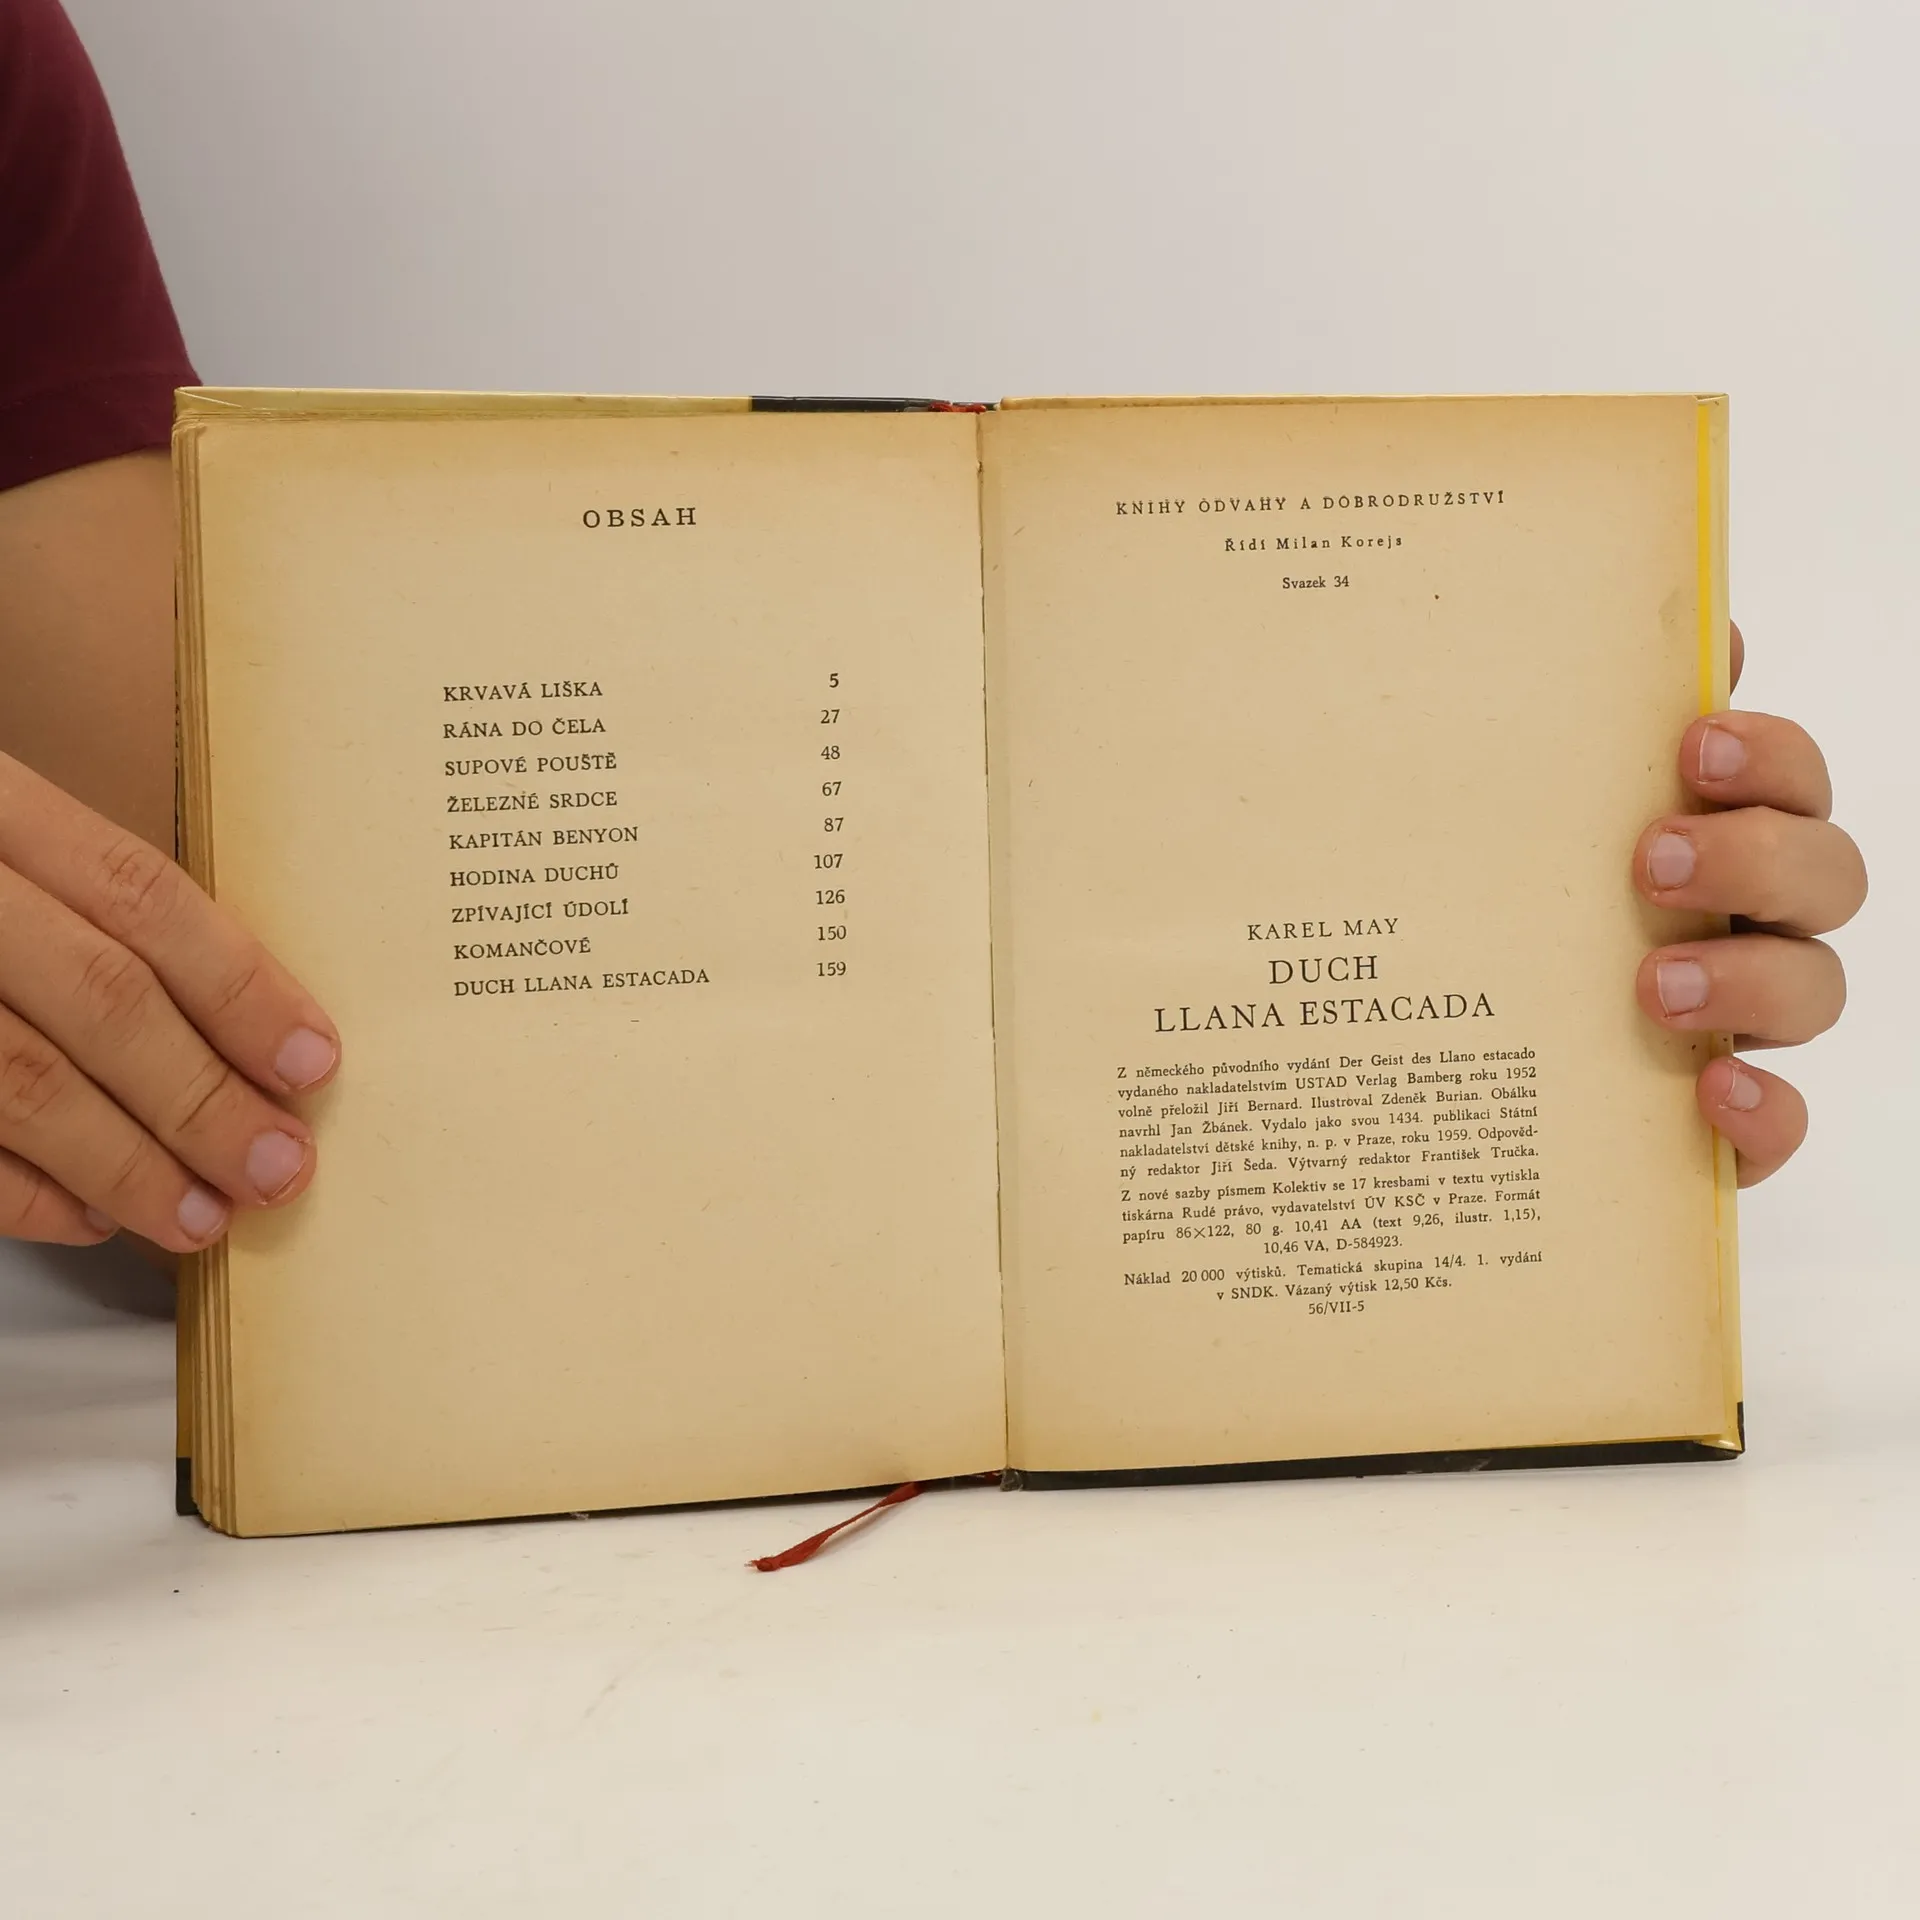 OBSAH
KRVAVÁ LIŠKA 5
RÁNA DO ČELA 27
SUPOVÉ POUŠTĚ 48
ŽELEZNÉ SRDCE 67
KAPITÁN BENYON 87
HODINA DUCHŮ 107
ZPÍVAJÍCÍ ÚDOLÍ 126
KOMANČOVÉ 150
DUCH LLANA ESTACADA 159
KNIHY ODVAHY A DOBRODRUŽSTVÍ
Řídí Milan Korejs
Svazek 34
KAREL MAY
DUCH
LLANA ESTACADA
Z německého původního vydání Der Geist des Llano estacado
vydaného nakladatelstvím USTAD Verlag Bamberg roku 1952
volně přeložil Jiří Bernard. Ilustroval Zdeněk Burian. Obálku
navrhl Jan Žbánek. Vydalo jako svou 1434. publikaci Státní
nakladatelství dětské knihy, n. p. v Praze, roku 1959. Odpověd-
ný redaktor Jiří Šeda. Výtvarný redaktor František Tručka.
Z nové sazby písmem Kolektiv se 17 kresbami v textu vytiskla
tiskárna Rudé právo, vydavatelství ÚV KSČ v Praze. Formát
papíru 86×122, 80 g. 10,41 AA (text 9,26, ilustr. 1,15),
10,46 VA, D-584923.
Náklad 20 000 výtisků. Tematická skupina 14/4. 1. vydání
v SNDK. Vázaný výtisk 12,50 Kčs.
56/VII-5